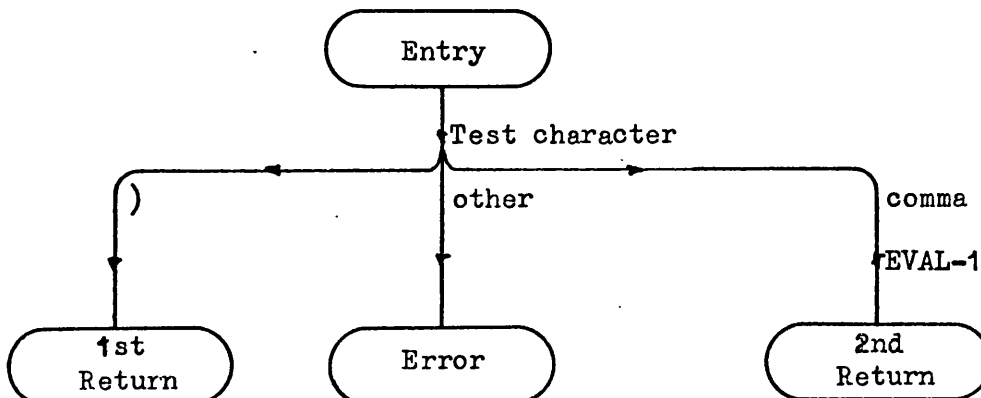 Entry
Test character
)
other
comma
EVAL-1
1st
Return
Error
2nd
Return